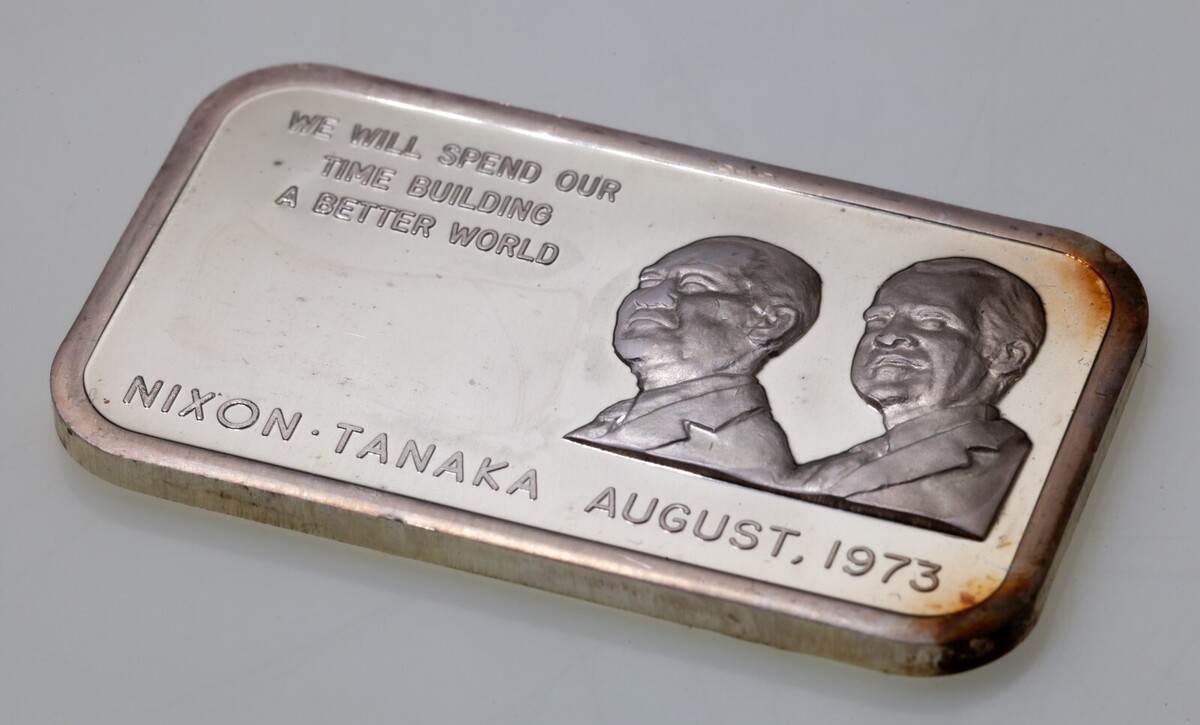 WE WILL SPEND OUR
TIME BUILDING
A BETTER WORLD
NIXON · TANAKA AUGUST, 1973